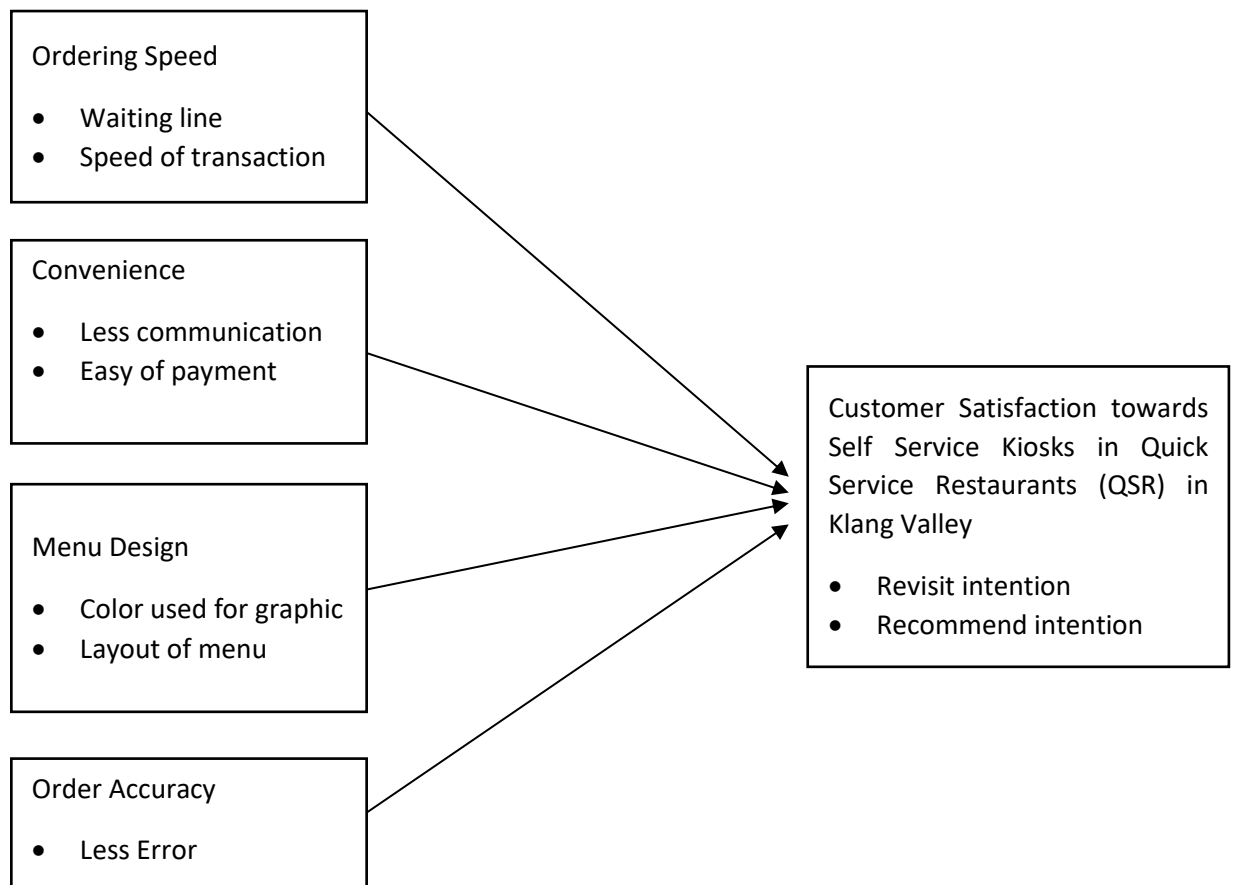 Ordering Speed
• Waiting line
• Speed of transaction
Convenience
• Less communication
• Easy of payment
Menu Design
• Color used for graphic
• Layout of menu
Order Accuracy
• Less Error
Customer Satisfaction towards
Self Service Kiosks in Quick
Service Restaurants (QSR) in
Klang Valley
• Revisit intention
• Recommend intention